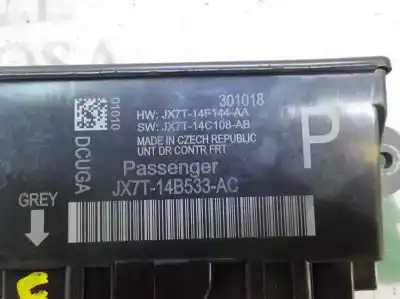 301018
HW: JX7T-14F144-AA
SW: JX7T-14C108-AB
MADE IN CZECH REPUBLIC
UNT DR CONTR FRT
01010
DCUGA
P
Passenger
JX7T-14B533-AC
GREY